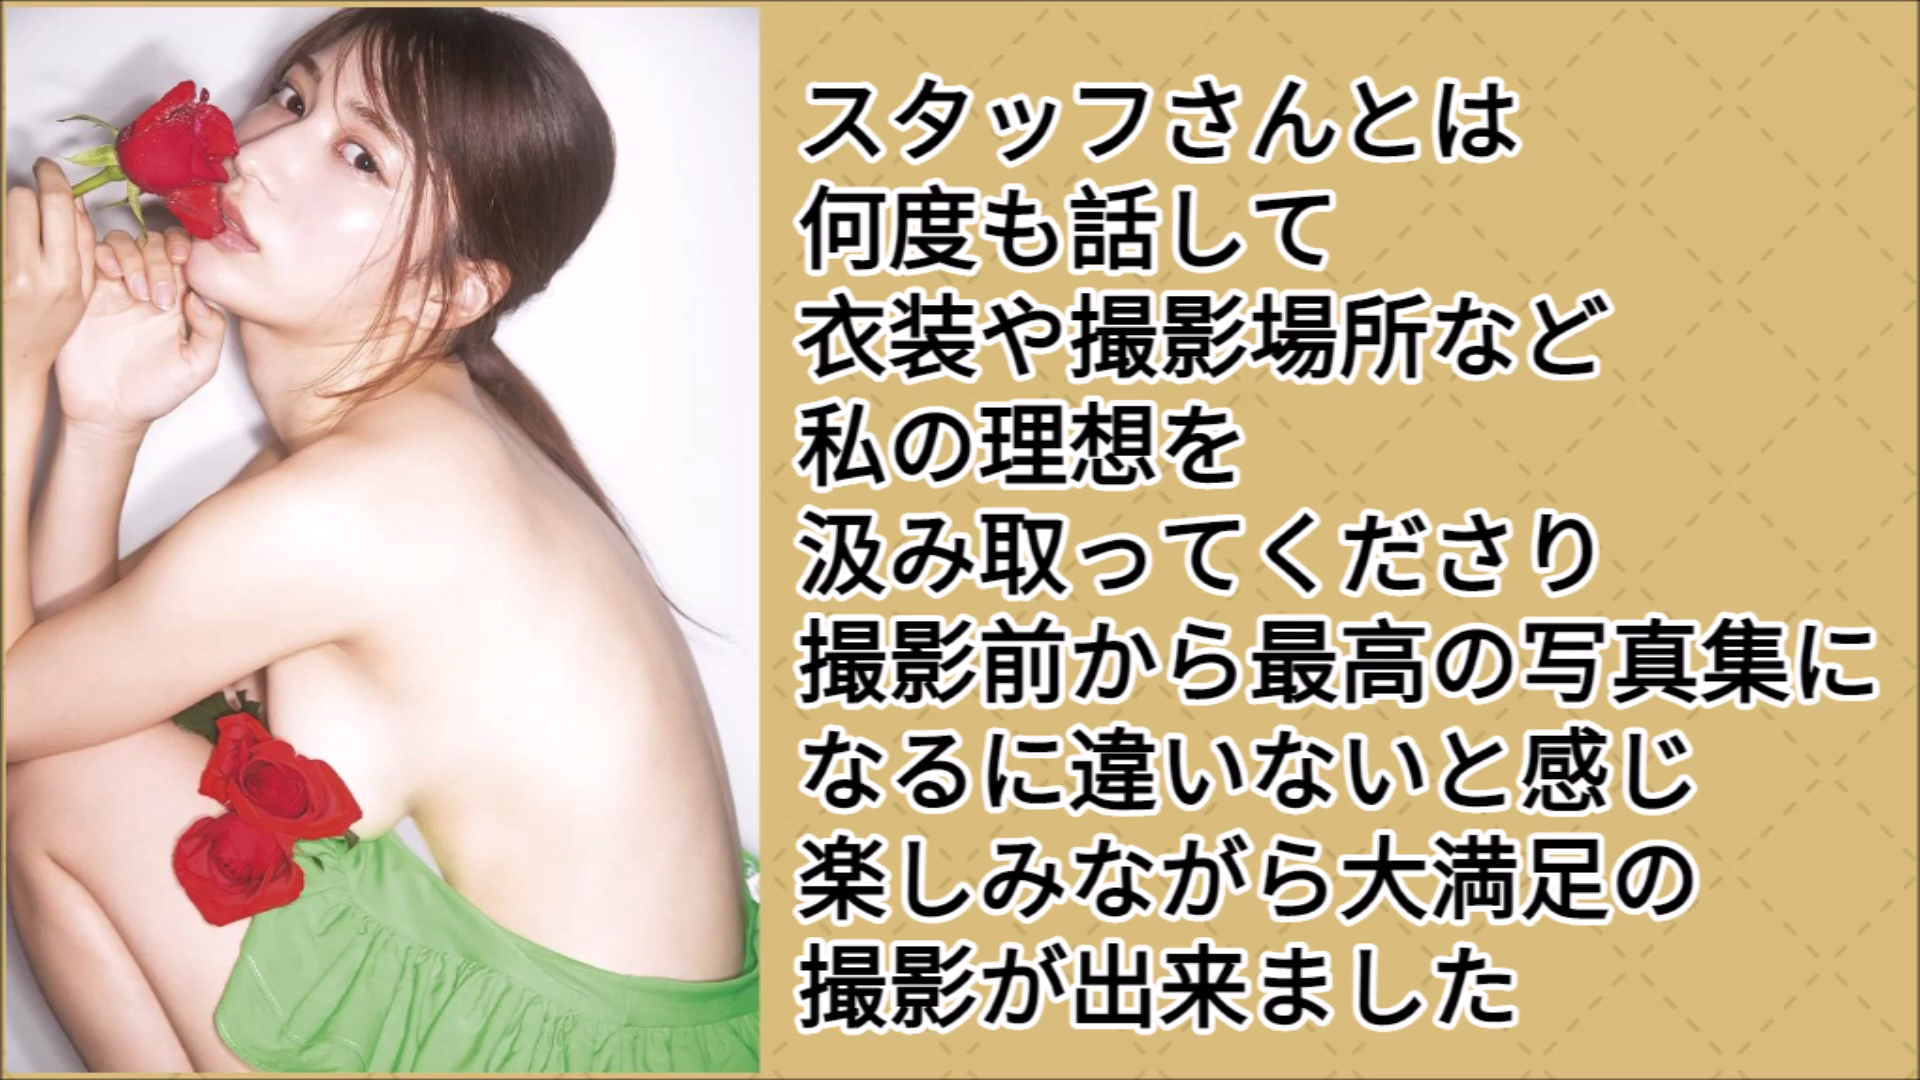 スタッフさんとは
何度も話して
衣装や撮影場所など
私の理想を
汲み取ってくださり
撮影前から最高の写真集に
なるに違いないと感じ
楽しみながら大満足の
撮影が出来ました